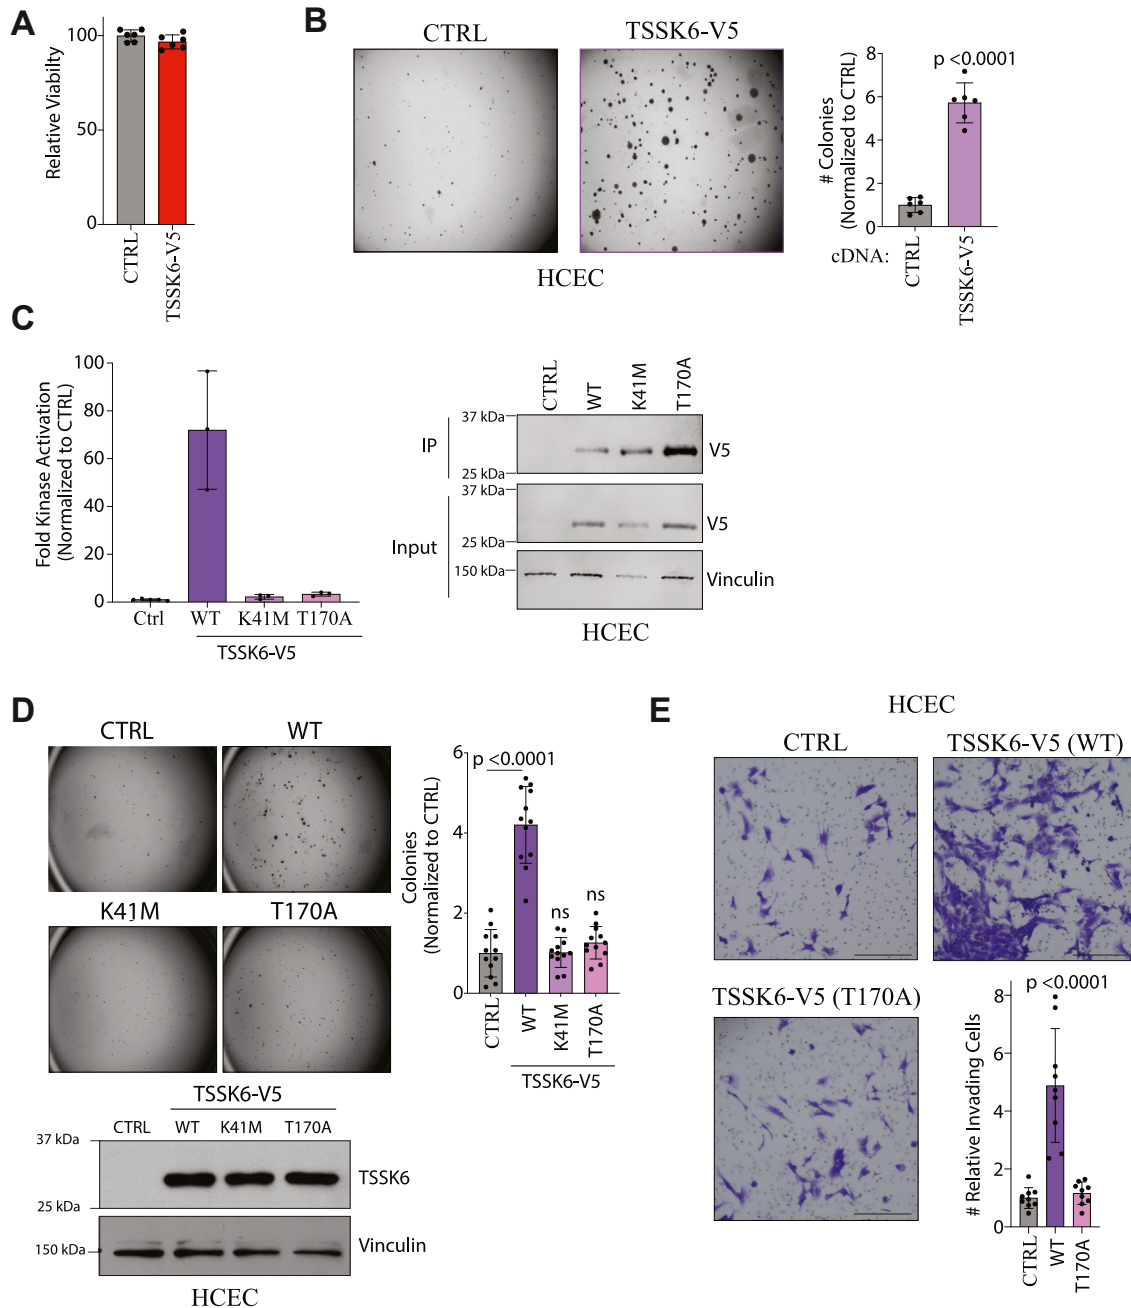 A
Relative Viability
100
50
0
CTRL
TSSK6-V5
B
CTRL
TSSK6-V5
HCEC
# Colonies
(Normalized to CTRL)
8
6
4
2
0
p <0.0001
cDNA:
CTRL
TSSK6-V5
C
Fold Kinase Activation
(Normalized to CTRL)
100
80
60
40
20
0
Ctrl
WT
K41M
T170A
TSSK6-V5
CTRL
WT
K41M
T170A
IP
37 kDa
25 kDa
V5
Input
37 kDa
25 kDa
V5
150 kDa
Vinculin
HCEC
D
CTRL
WT
K41M
T170A
Colonies
(Normalized to CTRL)
6
4
2
0
p <0.0001
ns
ns
CTRL
WT
K41M
T170A
TSSK6-V5
TSSK6-V5
CTRL
WT
K41M
T170A
37 kDa
25 kDa
TSSK6
150 kDa
Vinculin
HCEC
E
HCEC
CTRL
TSSK6-V5 (WT)
TSSK6-V5 (T170A)
# Relative Invading Cells
8
6
4
2
0
p <0.0001
CTRL
WT
T170A